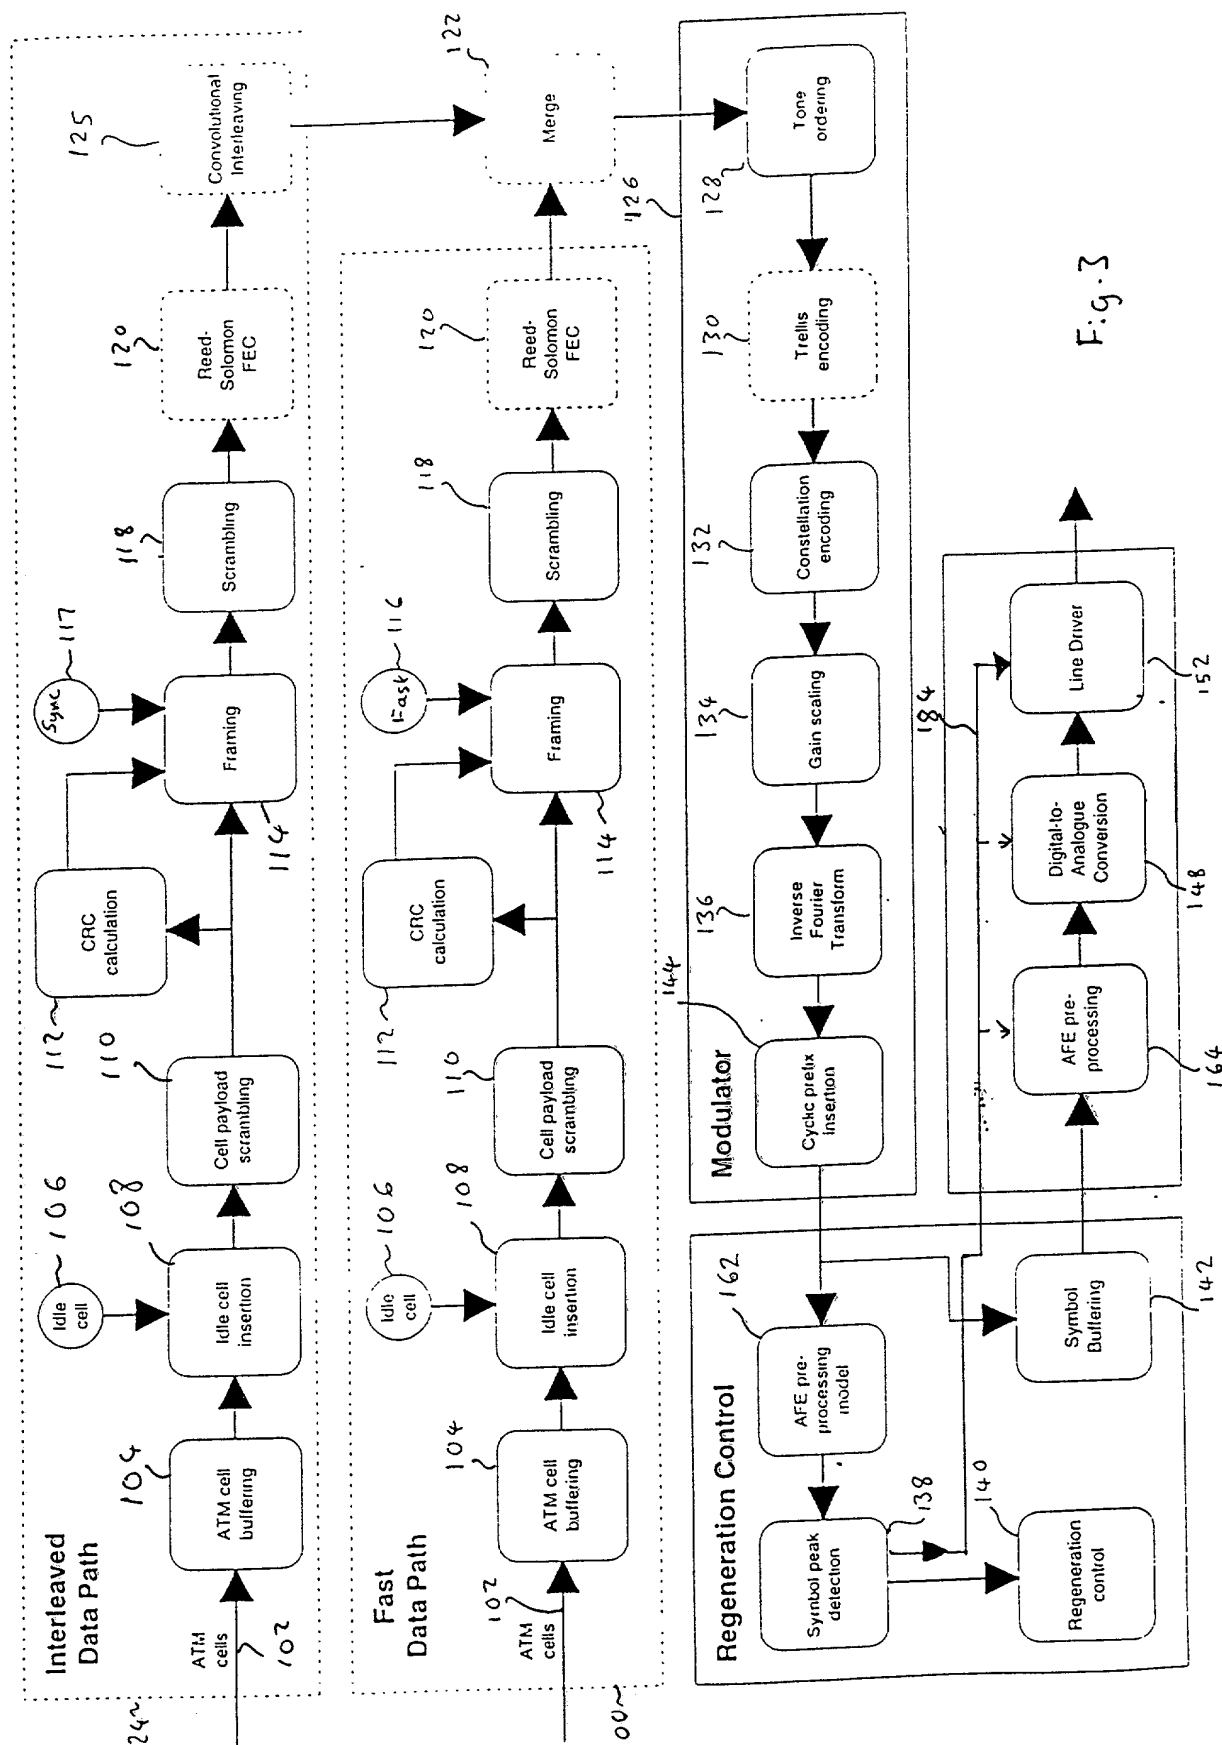 124
Interleaved
Data Path
ATM
cells
102
104
ATM cell
buffering
Idle
cell
106
108
Idle cell
insertion
110
Cell payload
scrambling
112
CRC
calculation
Sync
117
114
Framing
118
Scrambling
120
Reed-
Solomon
FEC
125
Convolutional
Interleaving
Fast
Data Path
ATM
cells
102
104
ATM cell
buffering
Idle
cell
106
108
Idle cell
insertion
110
Cell payload
scrambling
112
CRC
calculation
Fast
116
114
Framing
118
Scrambling
120
Reed-
Solomon
FEC
122
Merge
126
Modulator
128
Tone
ordering
130
Trellis
encoding
132
Constellation
encoding
134
Gain scaling
136
Inverse
Fourier
Transform
144
Cyclic prefix
insertion
Regeneration Control
162
AFE pre-
processing
model
Symbol peak
detection
138
140
Regeneration
control
Symbol
Buffering
142
184
AFE pre-
processing
164
Digital-to-
Analogue
Conversion
148
Line Driver
152
Fig. 3